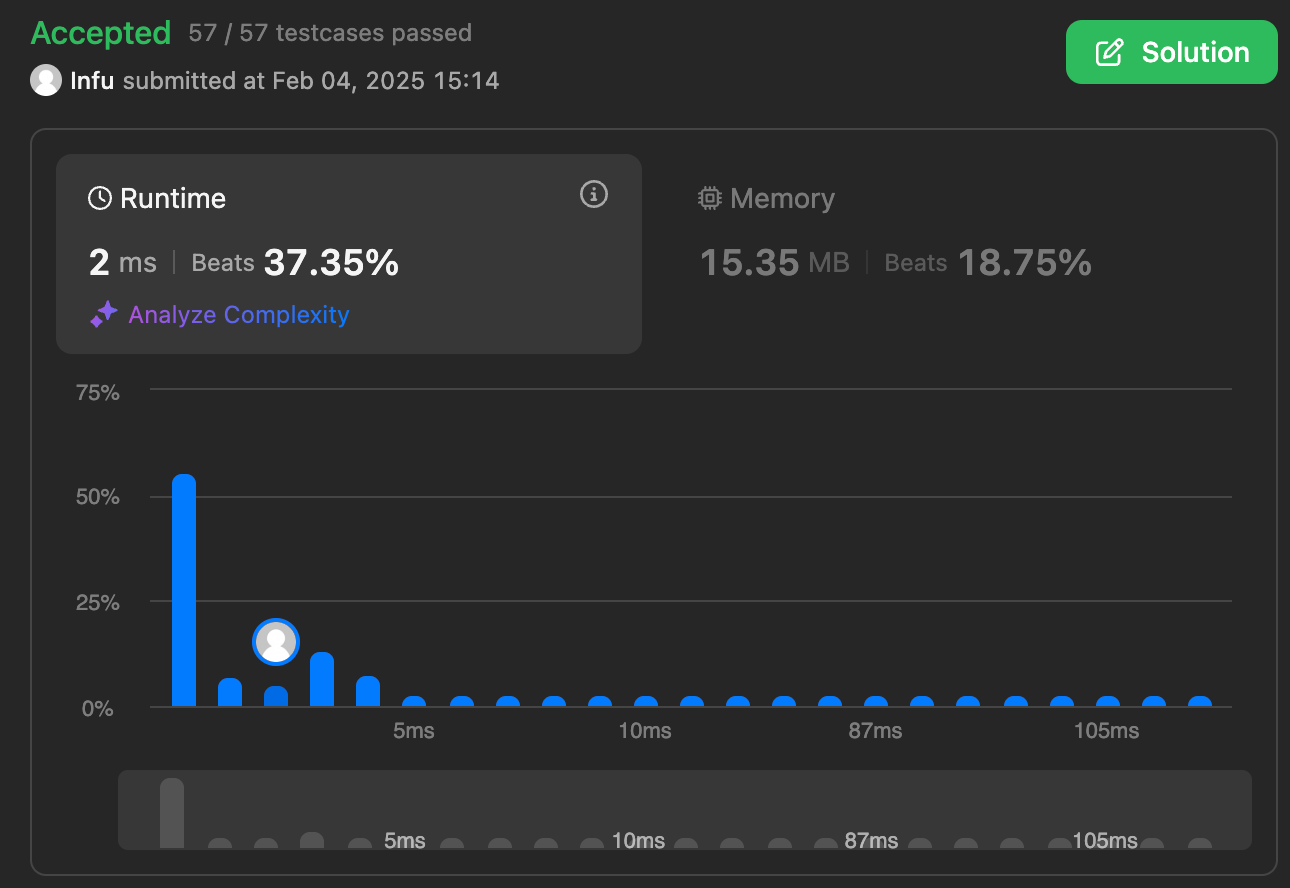 Accepted 57 / 57 testcases passed
Solution
Infu submitted at Feb 04, 2025 15:14
Runtime
2 ms | Beats 37.35%
Analyze Complexity
Memory
15.35 MB | Beats 18.75%
75%
50%
25%
0%
5ms 10ms 87ms 105ms
5ms 10ms 87ms 105ms